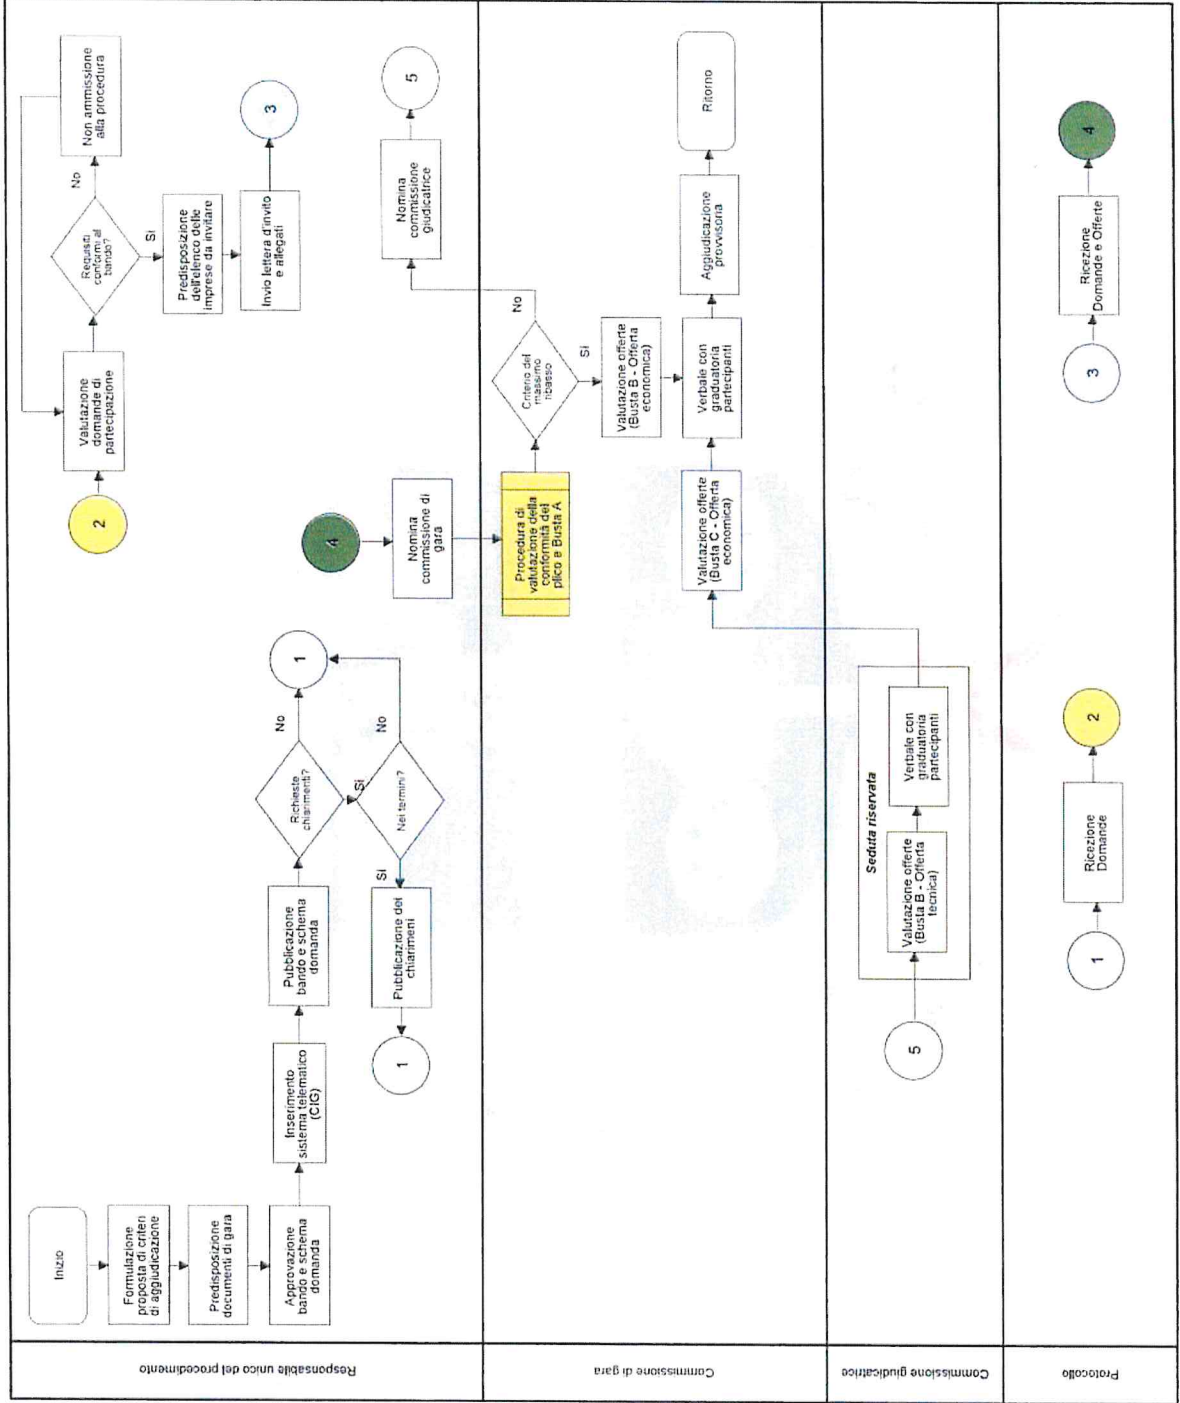 Responsabile unico del procedimento
Inizio
Formulazione
proposta di criteri
di aggiudicazione
Predisposizione
documenti di gara
Approvazione
bando e schema
domanda
Inserimento
sistema telematico
(CIG)
Pubblicazione
bando e schema
domanda
Richieste
chiarimenti?
No
1
Si
Nei termini?
No
Si
Pubblicazione dei
chiarimeni
1
2
Valutazione
domande di
partecipazione
Requisiti
conformi al
bando?
No
Non ammissione
alla procedura
Si
Predisposizione
dell'elenco delle
imprese da invitare
Invio lettera d'invito
e allegati
3
4
Nomina
commissione di
gara
Nomina
commissione
giudicatrice
5
Commissione di gara
Procedura di
valutazione della
conformità del
plico e Busta A
Criterio del
massimo
ribasso
No
Si
Valutazione offerte
(Busta B - Offerta
economica)
Valutazione offerte
(Busta C - Offerta
economica)
Verbale con
graduatoria
partecipanti
Aggiudicazione
provvisoria
Ritorno
Commissione giudicatrice
5
Seduta riservata
Valutazione offerte
(Busta B - Offerta
tecnica)
Verbale con
graduatoria
partecipanti
Protocollo
1
Ricezione
Domande
2
3
Ricezione
Domande e Offerte
4